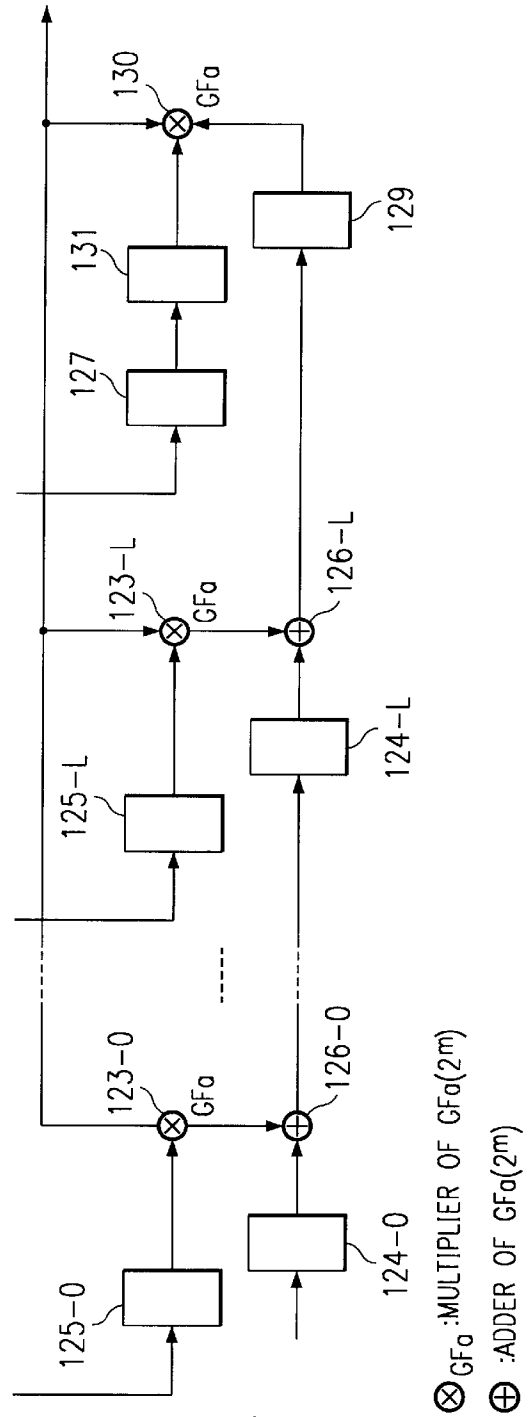 130
GFa
131
127
129
123-L
GFa
126-L
125-L
124-L
123-0
GFa
126-0
125-0
124-0
⊗GFa :MULTIPLIER OF GFa(2m)
⊕ :ADDER OF GFa(2m)